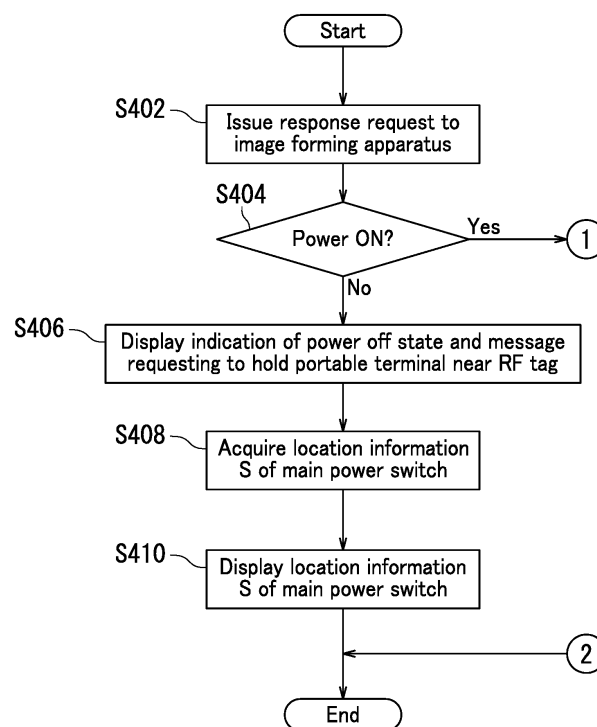 Start
S402
Issue response request to
image forming apparatus
S404
Power ON?
Yes
1
No
S406
Display indication of power off state and message
requesting to hold portable terminal near RF tag
S408
Acquire location information
S of main power switch
S410
Display location information
S of main power switch
2
End